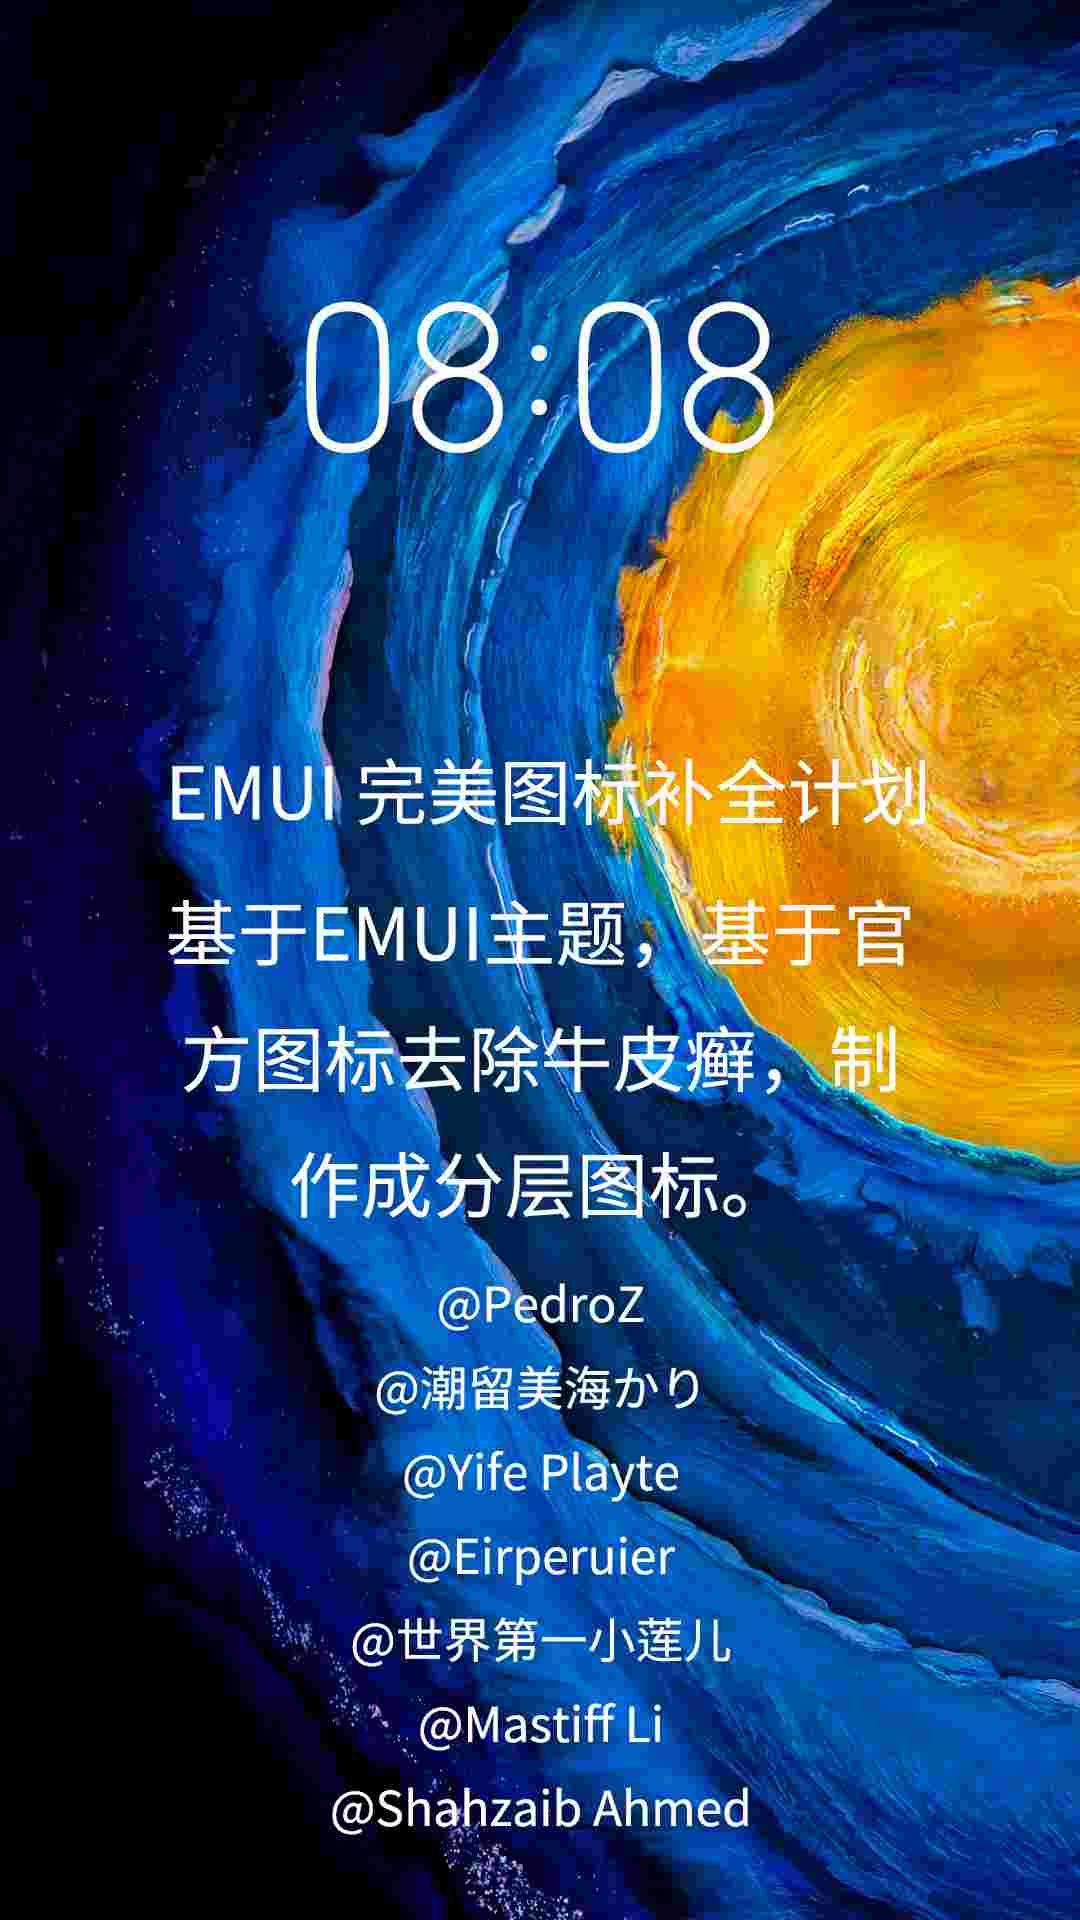 08:08
EMUI 完美图标补全计划
基于EMUI主题，基于官
方图标去除牛皮癣，制
作成分层图标。
@PedroZ
@潮留美海かり
@Yife Playte
@Eirperuier
@世界第一小莲儿
@Mastiff Li
@Shahzaib Ahmed